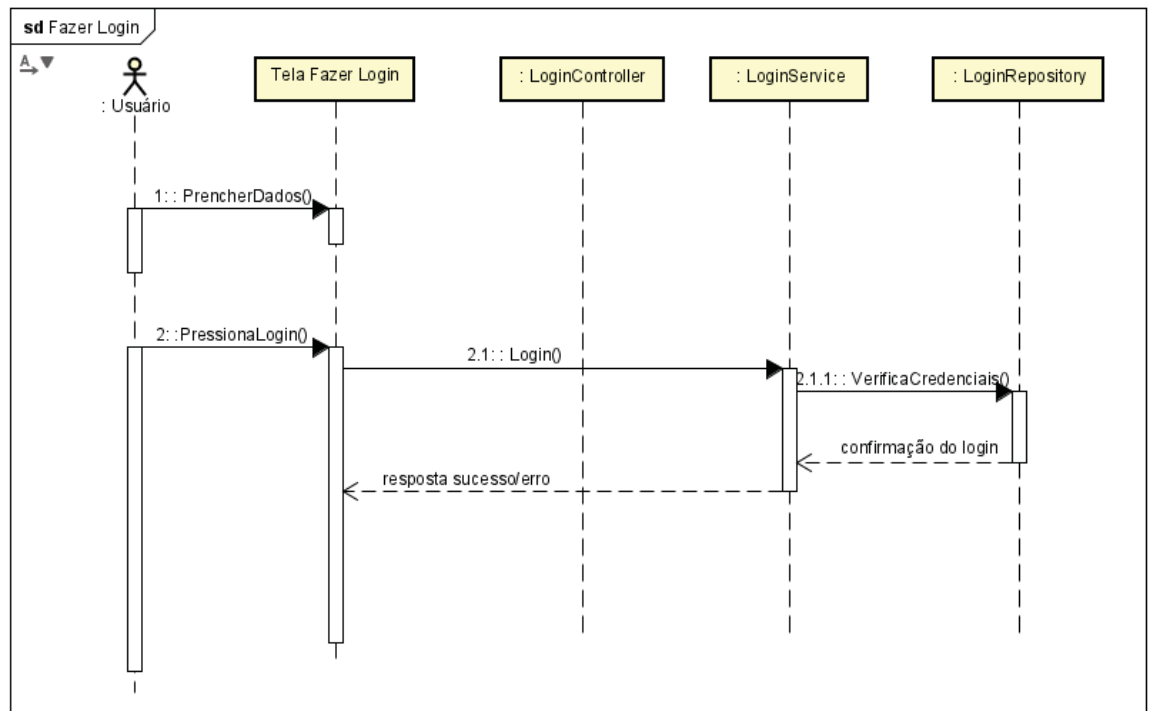 sd Fazer Login
A
: Usuário
Tela Fazer Login
: LoginController
: LoginService
: LoginRepository
1: : PrencherDados()
2: :PressionaLogin()
2.1: : Login()
2.1.1: : VerificaCredenciais()
confirmação do login
resposta sucesso/erro